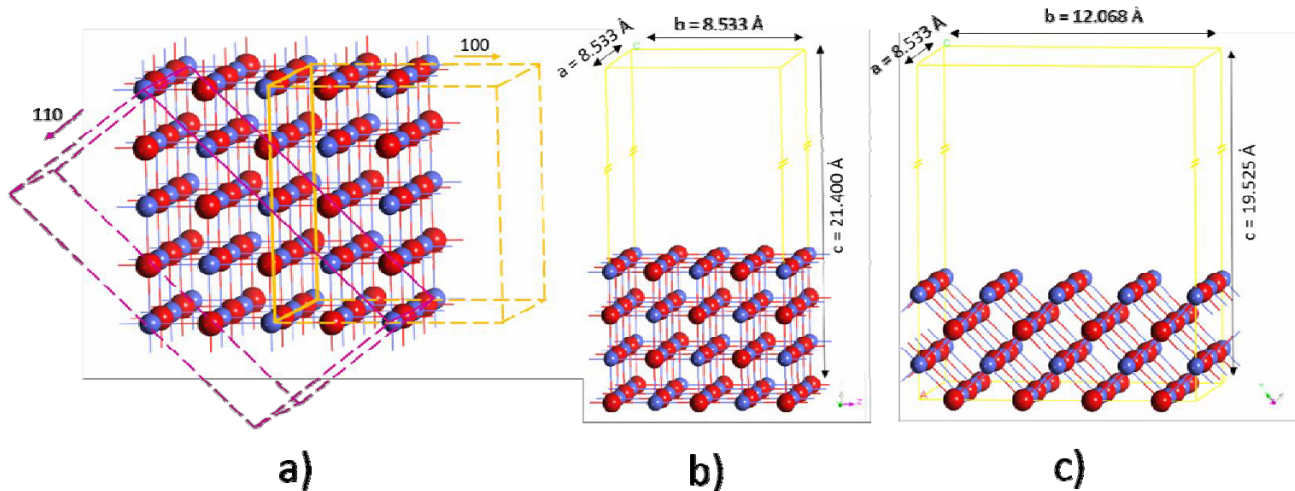 110
100
a = 8.533 Å
b = 8.533 Å
C
c = 21.400 Å
a = 8.533 Å
b = 12.068 Å
C
c = 19.525 Å
A
a)
b)
c)